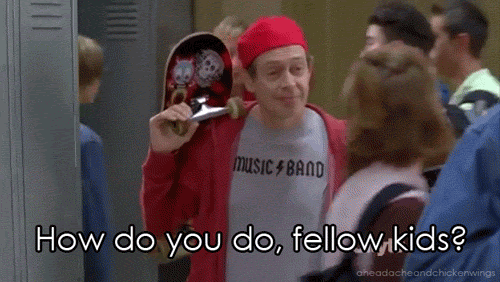 MUSIC⚡BAND
How do you do, fellow kids?
aheadacheandchickenwings